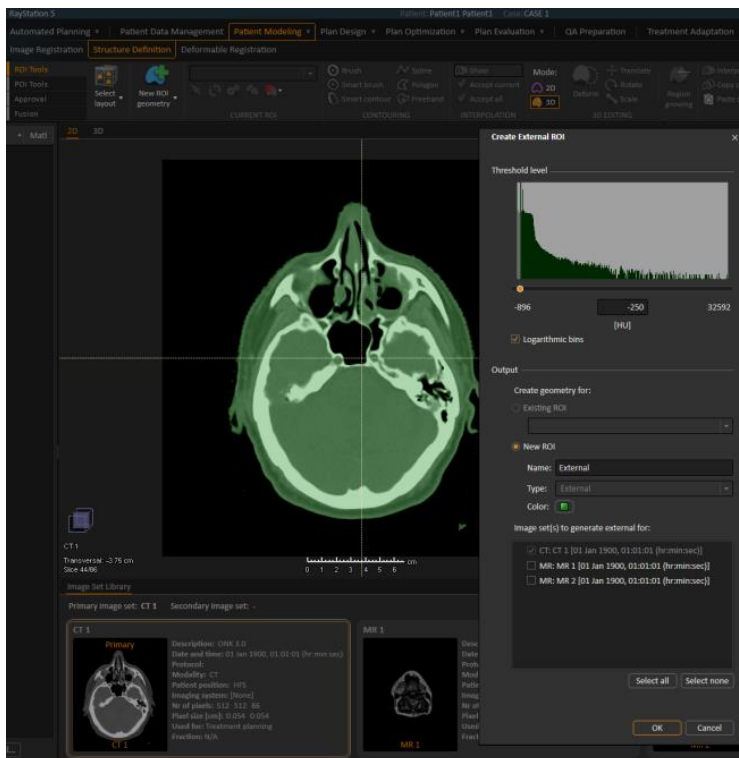 RayStation 5
Patient: Patient1 Patient1 Case: CASE 1
Automated Planning Patient Data Management Patient Modeling Plan Design Plan Optimization Plan Evaluation QA Preparation Treatment Adaptation
Image Registration Structure Definition Deformable Registration
ROI Tools
POI Tools
Approval
Fusion
Select layout
New ROI geometry
CURRENT ROI
Brush Spline
Smart brush Polygon
Smart contour Freehand
CONTOURING
Show
Accept current
Accept all
INTERPOLATION
Mode:
2D
3D
Deform
Translate
Rotate
Scale
3D EDITING
Region growing
Mati
2D 3D
Create External ROI
Threshold level
-896 -250 32592
[HU]
Logarithmic bins
Output
Create geometry for:
Existing ROI
New ROI
Name: External
Type: External
Color:
Image set(s) to generate external for:
CT: CT 1 [01 Jan 1900, 01:01:01 (hr:min:sec)]
MR: MR 1 [01 Jan 1900, 01:01:01 (hr:min:sec)]
MR: MR 2 [01 Jan 1900, 01:01:01 (hr:min:sec)]
Select all Select none
OK Cancel
CT 1
Transversal: -3.75 cm
Slice 44/86
0 1 2 3 4 5 6 cm
Image Set Library
Primary image set: CT 1 Secondary image set: -
CT 1
Primary
CT 1
Description: ONK 2.0
Date and time: 01 Jan 1900, 01:01:01 (hr:min:sec)
Protocol:
Modality: CT
Patient position: HFS
Imaging system: [None]
Nr of pixels: 512 512 86
Pixel size [cm]: 0.054 0.054
Used for: Treatment planning
Fraction: N/A
MR 1
MR 1